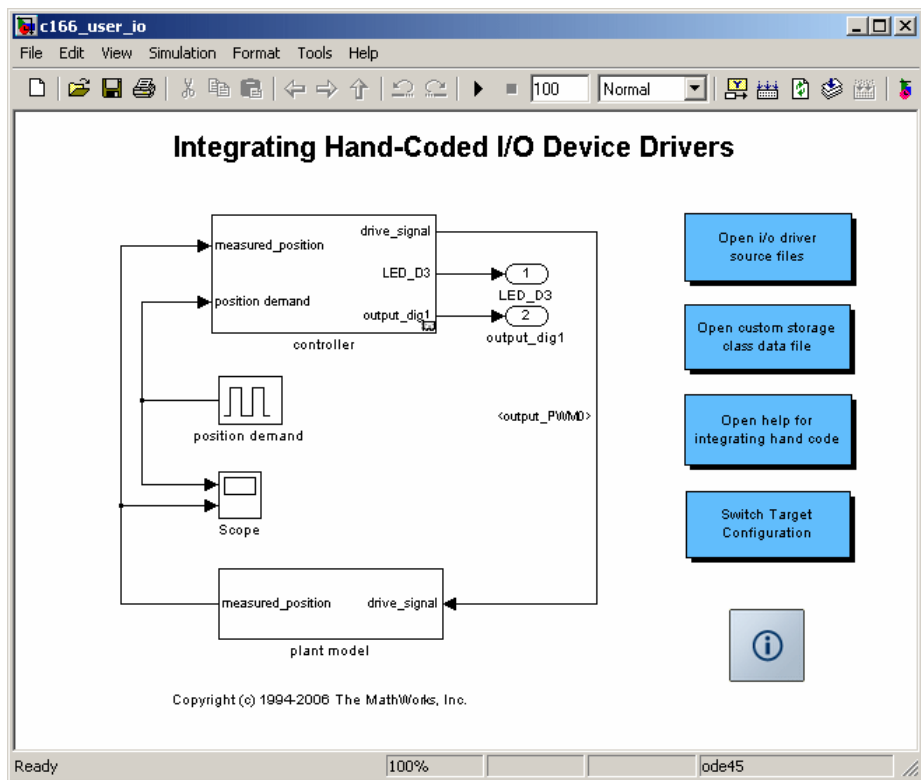 c166_user_io
File Edit View Simulation Format Tools Help
100 Normal
Integrating Hand-Coded I/O Device Drivers
measured_position
position demand
drive_signal
LED_D3
output_dig1
controller
1
LED_D3
2
output_dig1
position demand
<output_PWM0>
Scope
measured_position
drive_signal
plant model
Open i/o driver
source files
Open custom storage
class data file
Open help for
integrating hand code
Switch Target
Configuration
i
Copyright (c) 1994-2006 The MathWorks, Inc.
Ready 100% ode45